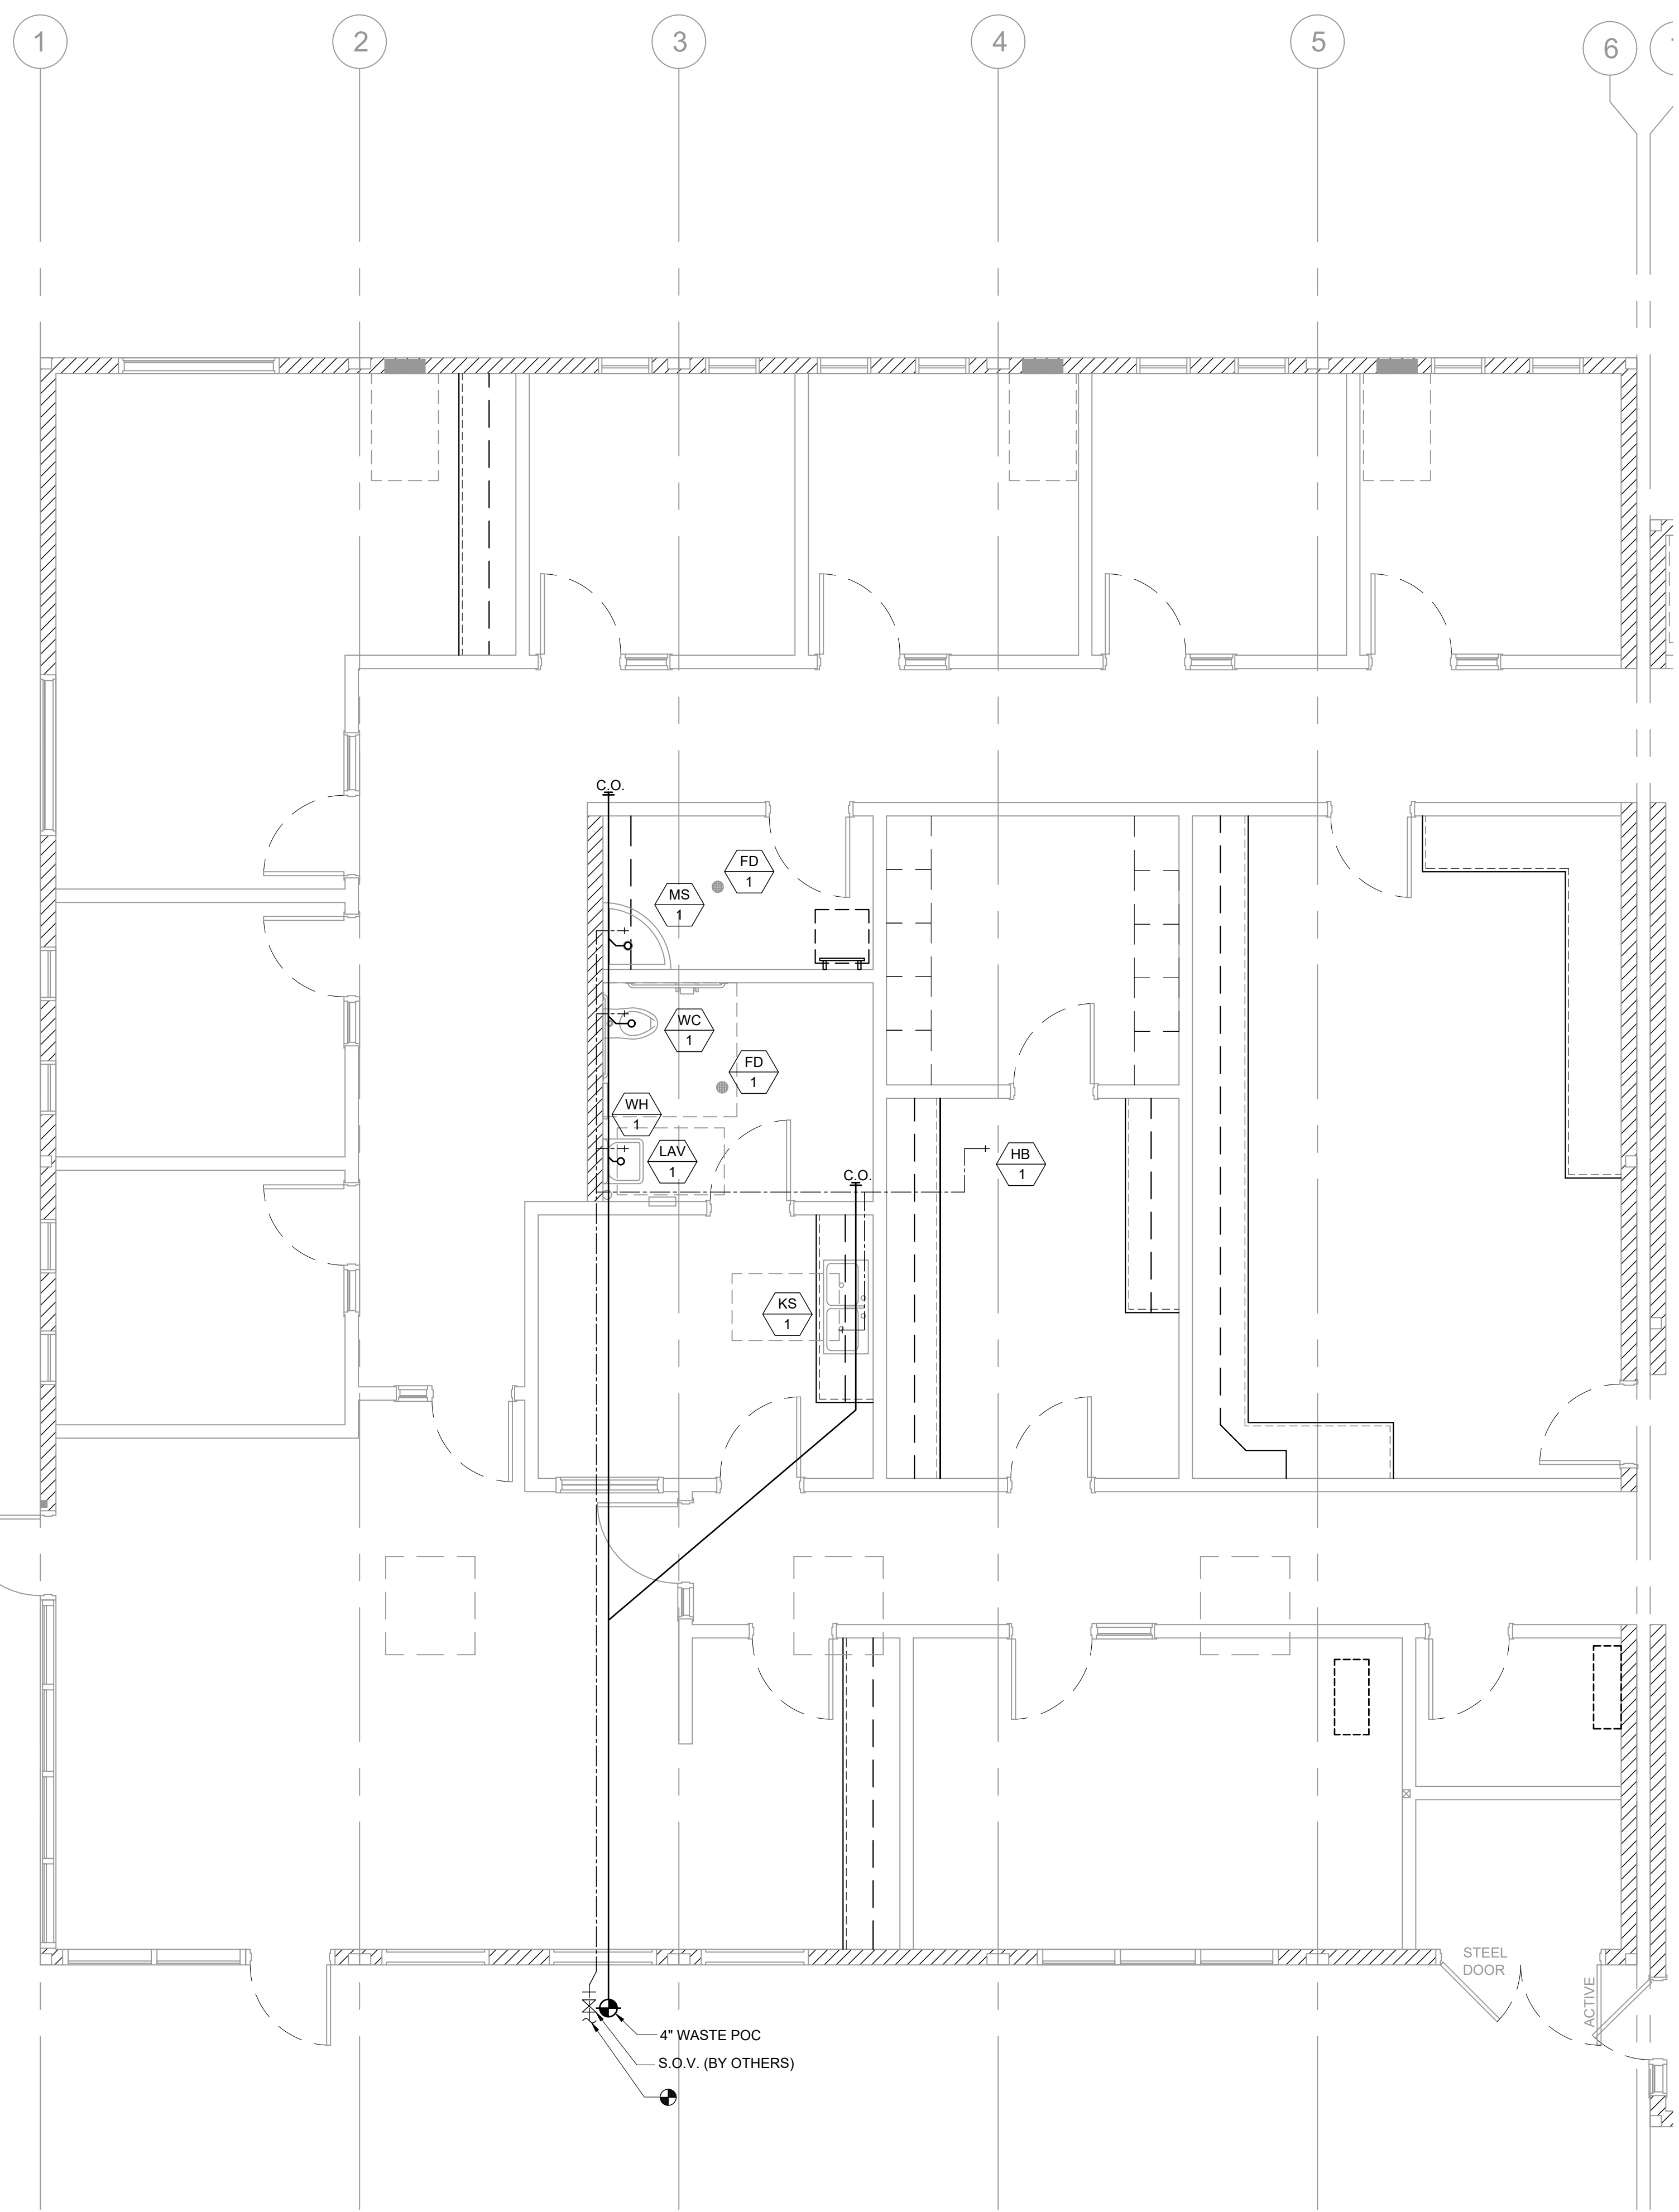 1
2
3
4
5
6
C.O.
FD
1
MS
1
WC
1
FD
1
WH
1
LAV
1
HB
1
C.O.
KS
1
STEEL
DOOR
ACTIVE
4" WASTE POC
S.O.V. (BY OTHERS)